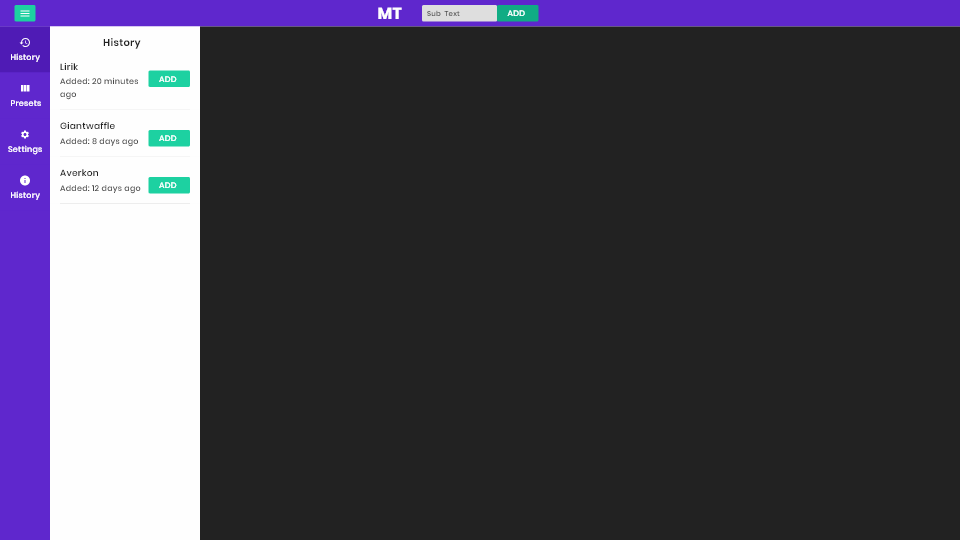 MT
Sub Text
ADD
History
Presets
Settings
History
History
Lirik
Added: 20 minutes
ago
ADD
Giantwaffle
Added: 8 days ago
ADD
Averkon
Added: 12 days ago
ADD